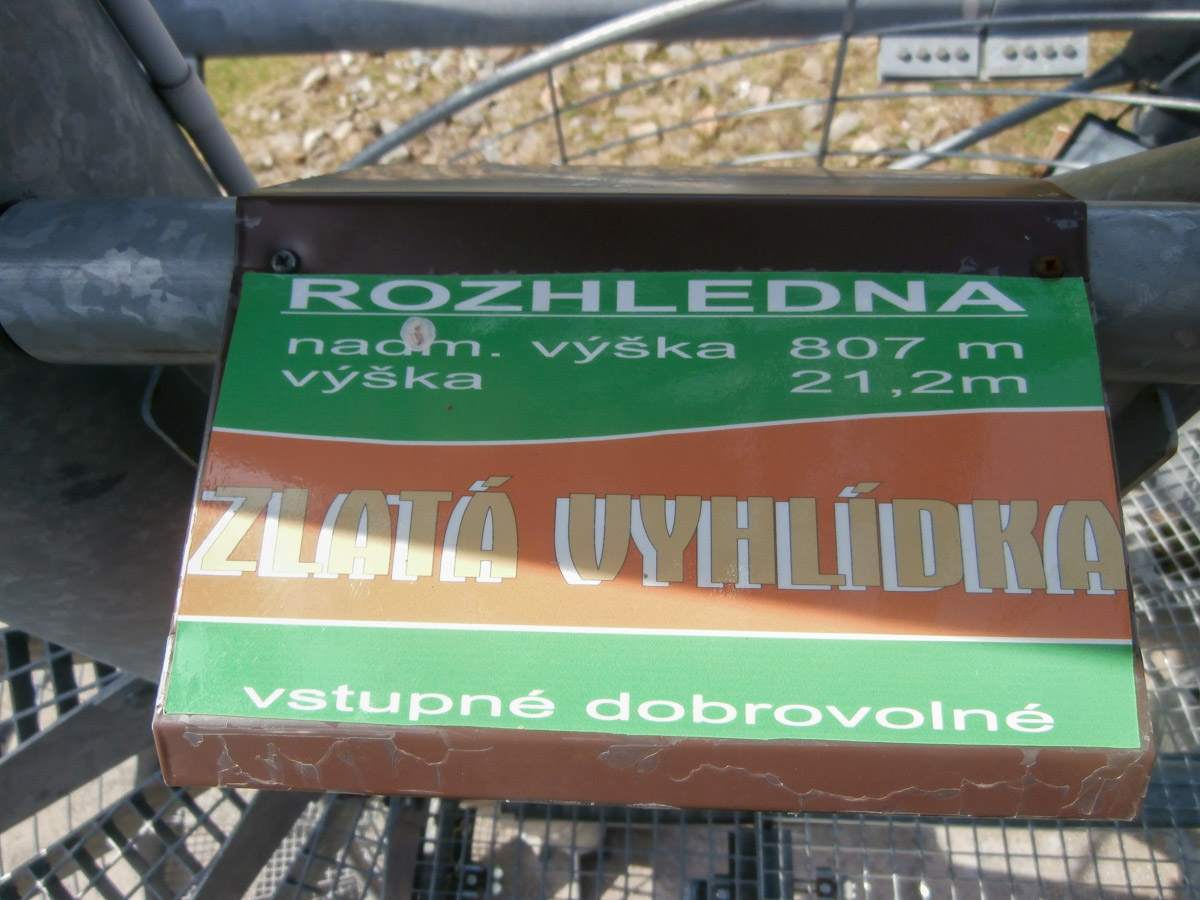 ROZHLEDNA
nadm. výška 807 m
výška 21,2m
ZLATÁ VYHLÍDKA
vstupné dobrovolné